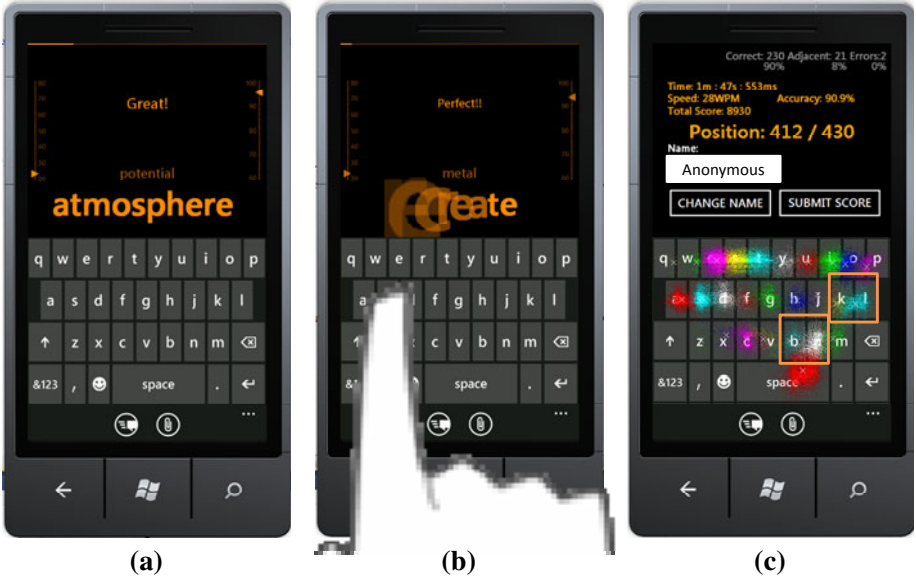 Great!
potential
atmosphere
q w e r t y u i o p
a s d f g h j k l
z x c v b n m
&123 , space .
(a)
Perfect!!
metal
create
q w e r t y u i o p
a f g h j k l
z x c v b n m
&12 space .
(b)
Correct: 230 Adjacent: 21 Errors:2
90% 8% 0%
Time: 1m : 47s : 553ms
Speed: 28WPM Accuracy: 90.9%
Total Score: 8930
Position: 412 / 430
Name:
Anonymous
CHANGE NAME SUBMIT SCORE
q w y u o p
a d f g h j k l
z x c v b n m
&123 , space .
(c)